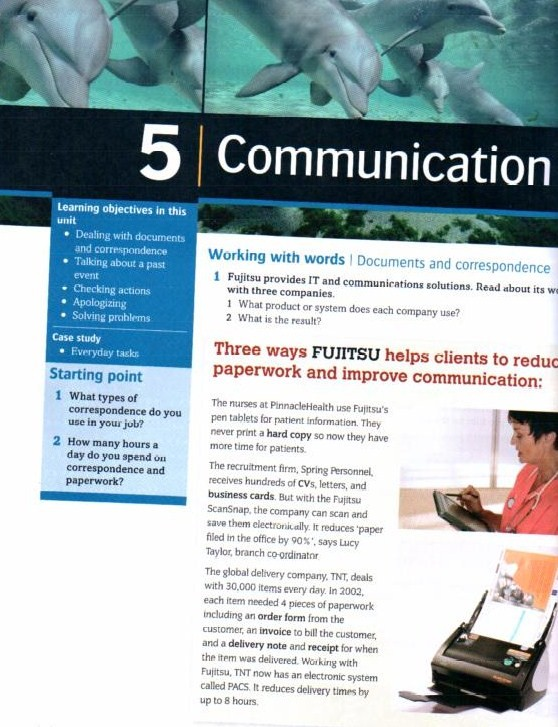 5 Communication
Learning objectives in this
unit
• Dealing with documents
and correspondence
• Talking about a past
event
• Checking actions
• Apologizing
• Solving problems
Case study
• Everyday tasks
Starting point
1 What types of
correspondence do you
use in your job?
2 How many hours a
day do you spend on
correspondence and
paperwork?
Working with words | Documents and correspondence
1 Fujitsu provides IT and communications solutions. Read about its
with three companies.
1 What product or system does each company use?
2 What is the result?
Three ways FUJITSU helps clients to reduc
paperwork and improve communication:
The nurses at PinnacleHealth use Fujitsu's
pen tablets for patient information. They
never print a hard copy so now they have
more time for patients.
The recruitment firm, Spring Personnel,
receives hundreds of CVs, letters, and
business cards. But with the Fujitsu
ScanSnap, the company can scan and
save them electronically. It reduces 'paper
filed in the office by 90%', says Lucy
Taylor, branch co-ordinator
The global delivery company, TNT, deals
with 30,000 items every day. In 2002,
each item needed 4 pieces of paperwork
including an order form from the
customer, an invoice to bill the customer,
and a delivery note and receipt for when
the item was delivered. Working with
Fujitsu, TNT now has an electronic system
called PACS. It reduces delivery times by
up to 8 hours.